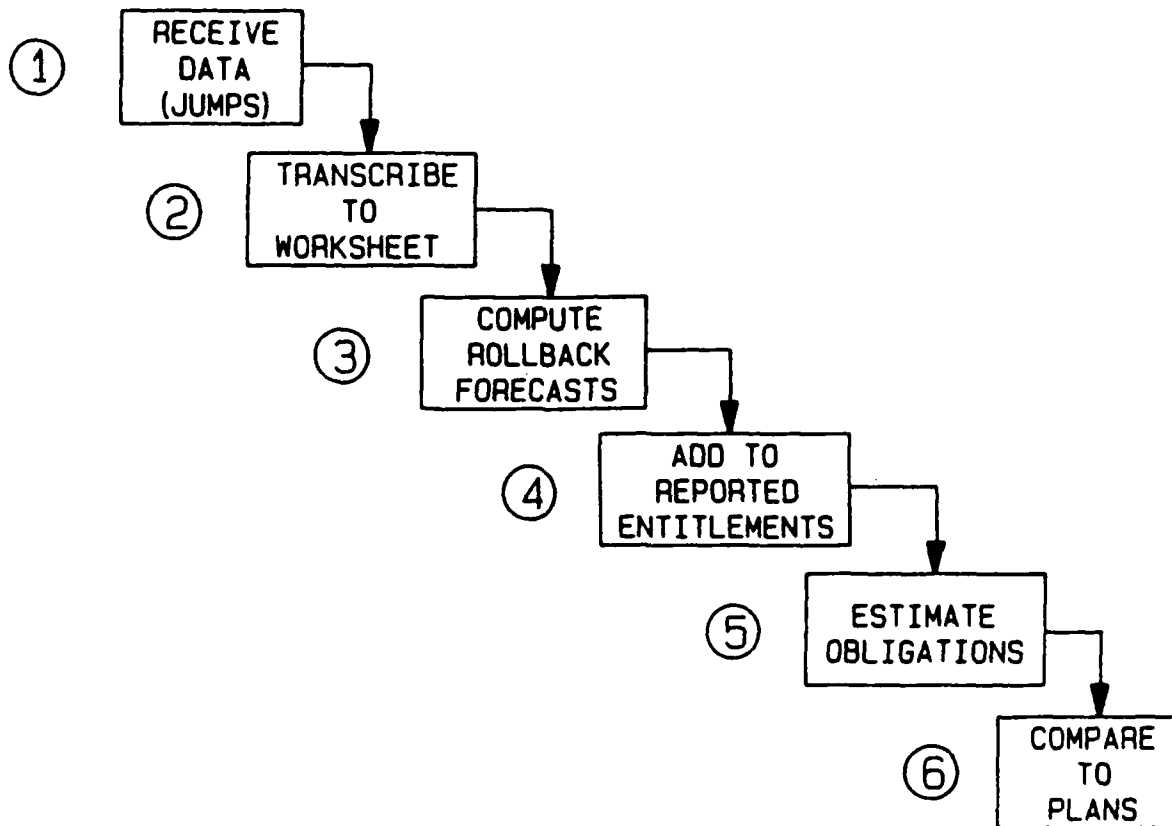 1
RECEIVE
DATA
(JUMPS)
2
TRANSCRIBE
TO
WORKSHEET
3
COMPUTE
ROLLBACK
FORECASTS
4
ADD TO
REPORTED
ENTITLEMENTS
5
ESTIMATE
OBLIGATIONS
6
COMPARE
TO
PLANS